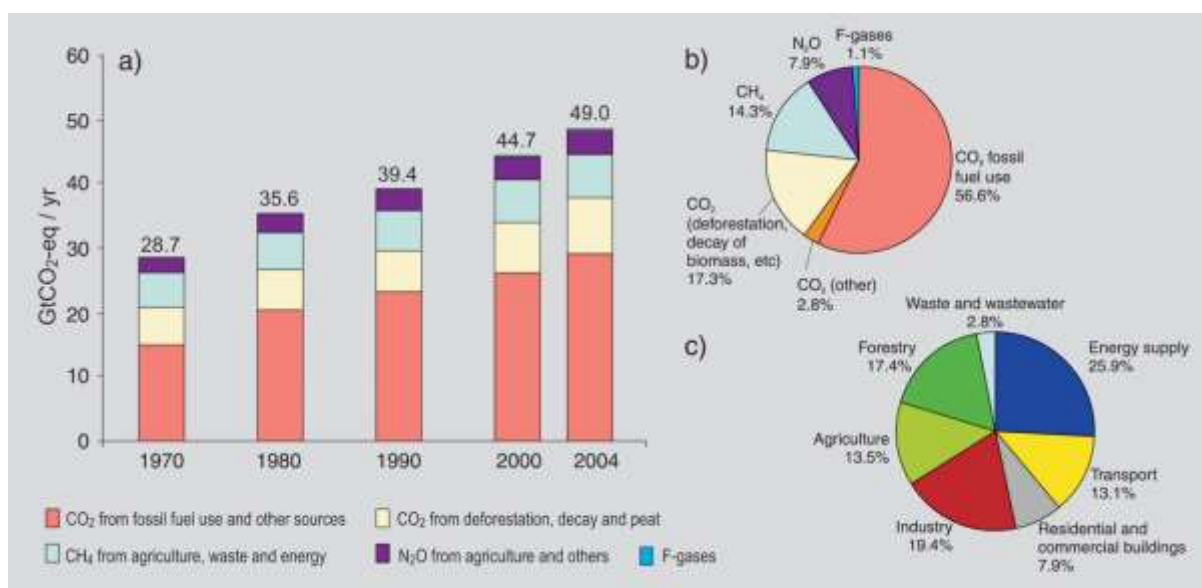 a)
60
50
40
30
20
10
0
GtCO₂-eq / yr
28.7
35.6
39.4
44.7
49.0
1970
1980
1990
2000
2004
CO₂ from fossil fuel use and other sources
CO₂ from deforestation, decay and peat
CH₄ from agriculture, waste and energy
N₂O from agriculture and others
F-gases
b)
F-gases
1.1%
N₂O
7.9%
CH₄
14.3%
CO₂ fossil
fuel use
56.6%
CO₂
(deforestation,
decay of
biomass, etc)
17.3%
CO₂ (other)
2.8%
c)
Waste and wastewater
2.8%
Forestry
17.4%
Energy supply
25.9%
Agriculture
13.5%
Transport
13.1%
Industry
19.4%
Residential and
commercial buildings
7.9%